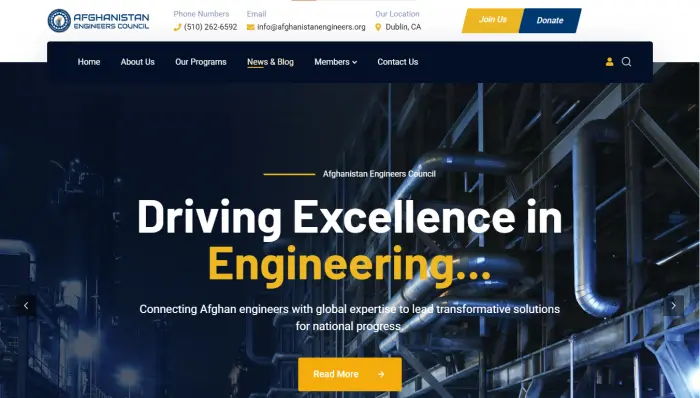 AFGHANISTAN
ENGINEERS COUNCIL
Phone Numbers
(510) 262-6592
Email
info@afghanistanengineers.org
Our Location
Dublin, CA
Join Us
Donate
Home
About Us
Our Programs
News & Blog
Members
Contact Us
Afghanistan Engineers Council
Driving Excellence in
Engineering...
Connecting Afghan engineers with global expertise to lead transformative solutions
for national progress.
Read More